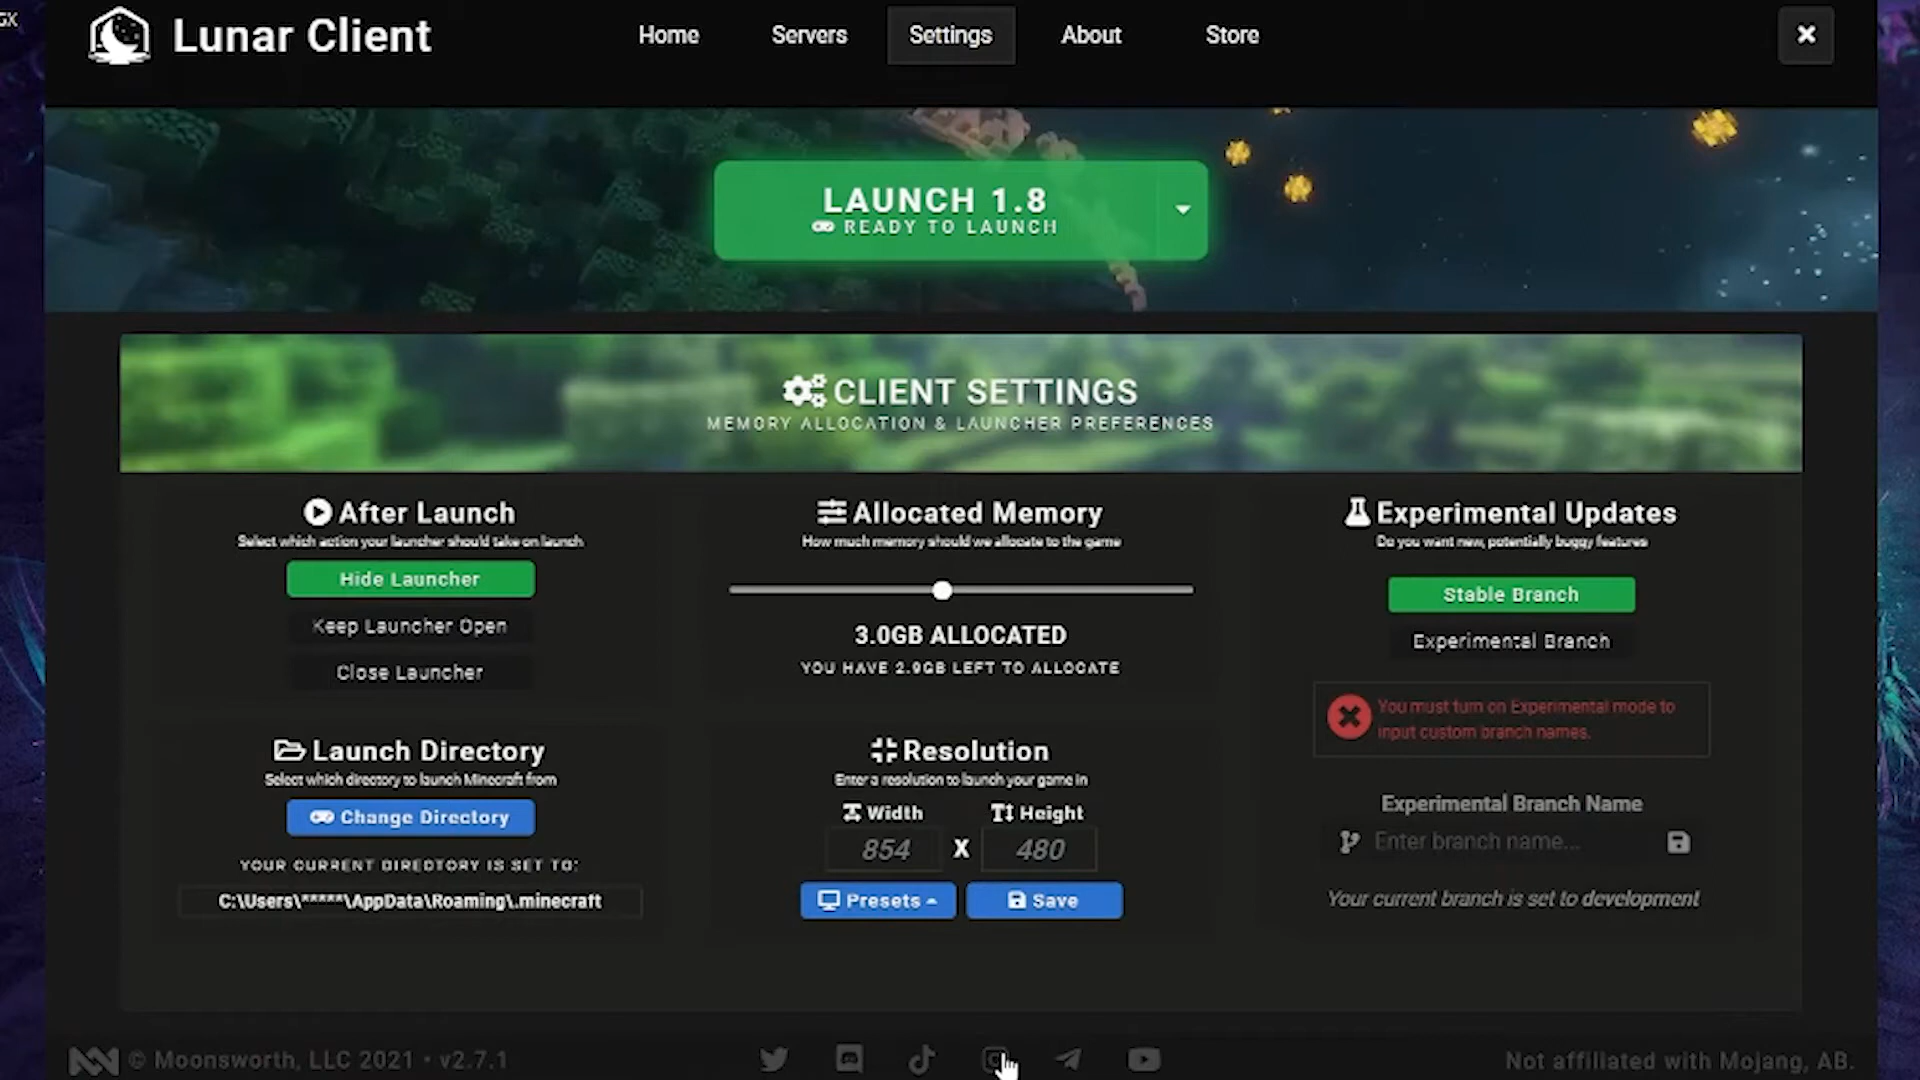 GX
Lunar Client
Home
Servers
Settings
About
Store
LAUNCH 1.8
READY TO LAUNCH
CLIENT SETTINGS
MEMORY ALLOCATION & LAUNCHER PREFERENCES
After Launch
Select which action your launcher should take on launch
Hide Launcher
Keep Launcher Open
Close Launcher
Allocated Memory
How much memory should we allocate to the game
3.0GB ALLOCATED
YOU HAVE 2.9GB LEFT TO ALLOCATE
Experimental Updates
Do you want new, potentially buggy features
Stable Branch
Experimental Branch
You must turn on Experimental mode to
input custom branch names.
Launch Directory
Select which directory to launch Minecraft from
Change Directory
YOUR CURRENT DIRECTORY IS SET TO:
C:\Users\*****\AppData\Roaming\.minecraft
Resolution
Enter a resolution to launch your game in
Width
Height
854 X 480
Presets
Save
Experimental Branch Name
Enter branch name...
Your current branch is set to development
© Moonsworth, LLC 2021 • v2.7.1
Not affiliated with Mojang, AB.